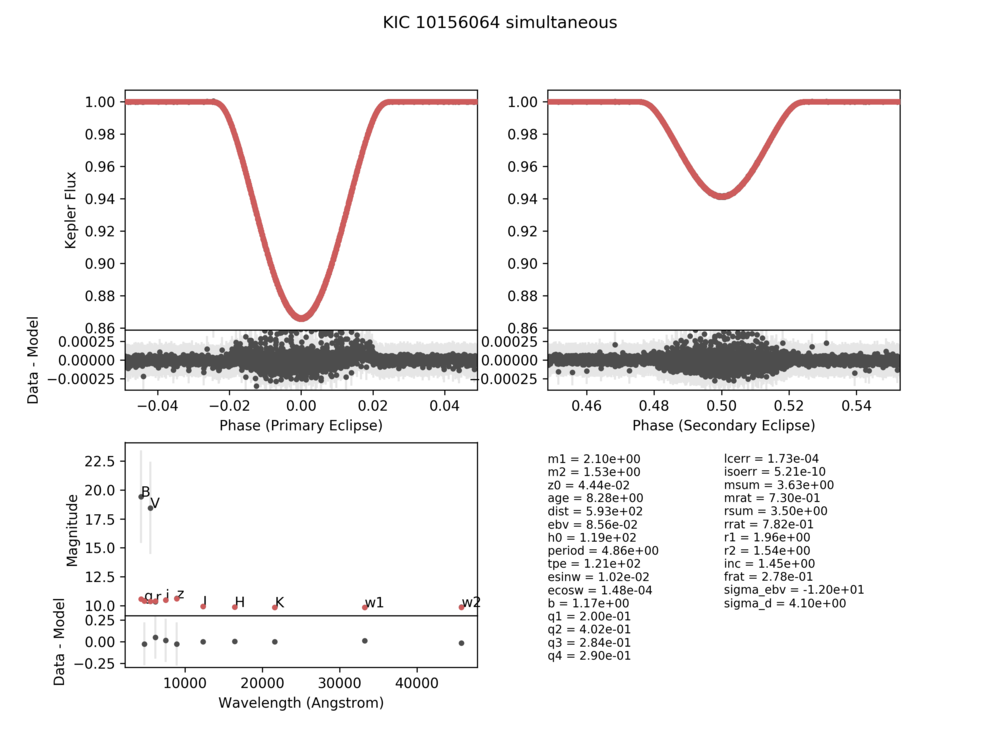 KIC 10156064 simultaneous
1.00
0.98
0.96
0.94
0.92
0.90
0.88
0.86
Kepler Flux
0.00025
0.00000
−0.00025
Data - Model
−0.04
−0.02
0.00
0.02
0.04
Phase (Primary Eclipse)
1.00
0.98
0.96
0.94
0.92
0.90
0.88
0.86
0.00025
0.00000
−0.00025
0.46
0.48
0.50
0.52
0.54
Phase (Secondary Eclipse)
22.5
20.0
17.5
15.0
12.5
10.0
Magnitude
B
V
g
r
i
z
J
H
K
w1
w2
0.25
0.00
−0.25
Data - Model
10000
20000
30000
40000
Wavelength (Angstrom)
m1 = 2.10e+00
m2 = 1.53e+00
z0 = 4.44e-02
age = 8.28e+00
dist = 5.93e+02
ebv = 8.56e-02
h0 = 1.19e+02
period = 4.86e+00
tpe = 1.21e+02
esinw = 1.02e-02
ecosw = 1.48e-04
b = 1.17e+00
q1 = 2.00e-01
q2 = 4.02e-01
q3 = 2.84e-01
q4 = 2.90e-01
lcerr = 1.73e-04
isoerr = 5.21e-10
msum = 3.63e+00
mrat = 7.30e-01
rsum = 3.50e+00
rrat = 7.82e-01
r1 = 1.96e+00
r2 = 1.54e+00
inc = 1.45e+00
frat = 2.78e-01
sigma_ebv = -1.20e+01
sigma_d = 4.10e+00